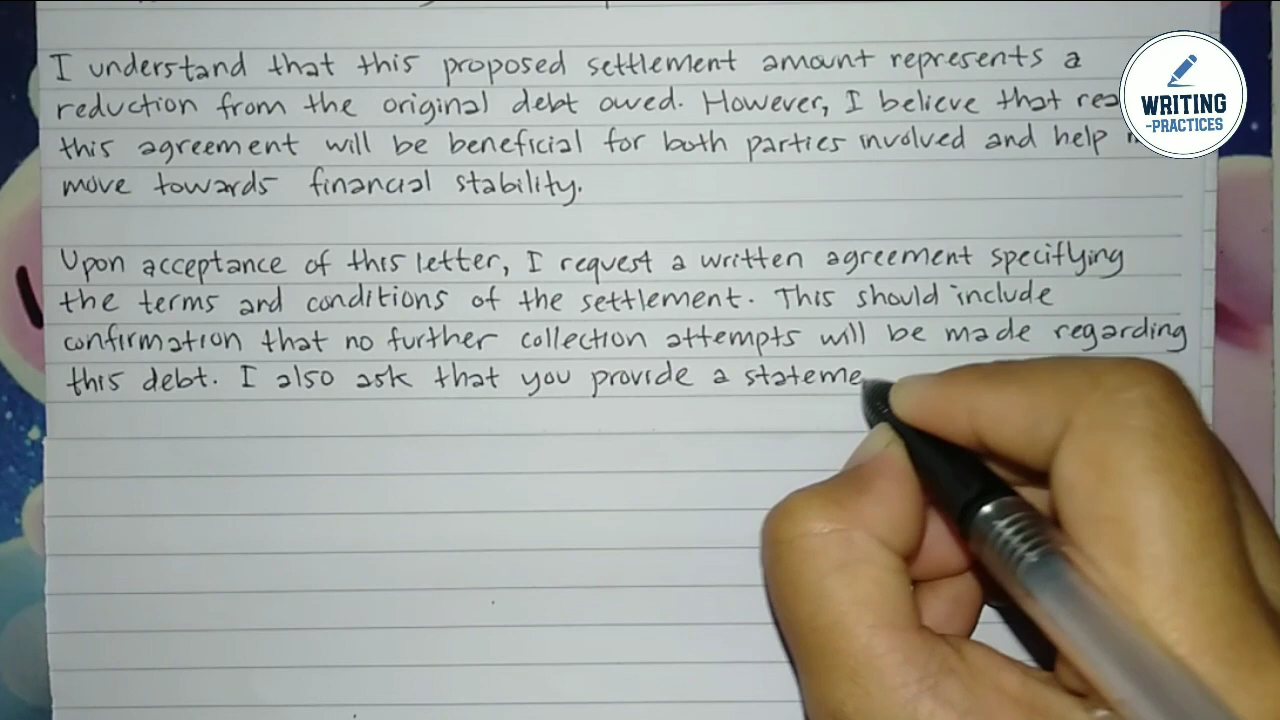 I understand that this proposed settlement amount represents a
reduction from the original debt owed. However, I believe that rea
this agreement will be beneficial for both parties involved and help
move towards financial stability.
Upon acceptance of this letter, I request a written agreement specifying
the terms and conditions of the settlement. This should include
confirmation that no further collection attempts will be made regarding
this debt. I also ask that you provide a stateme
WRITING
-PRACTICES